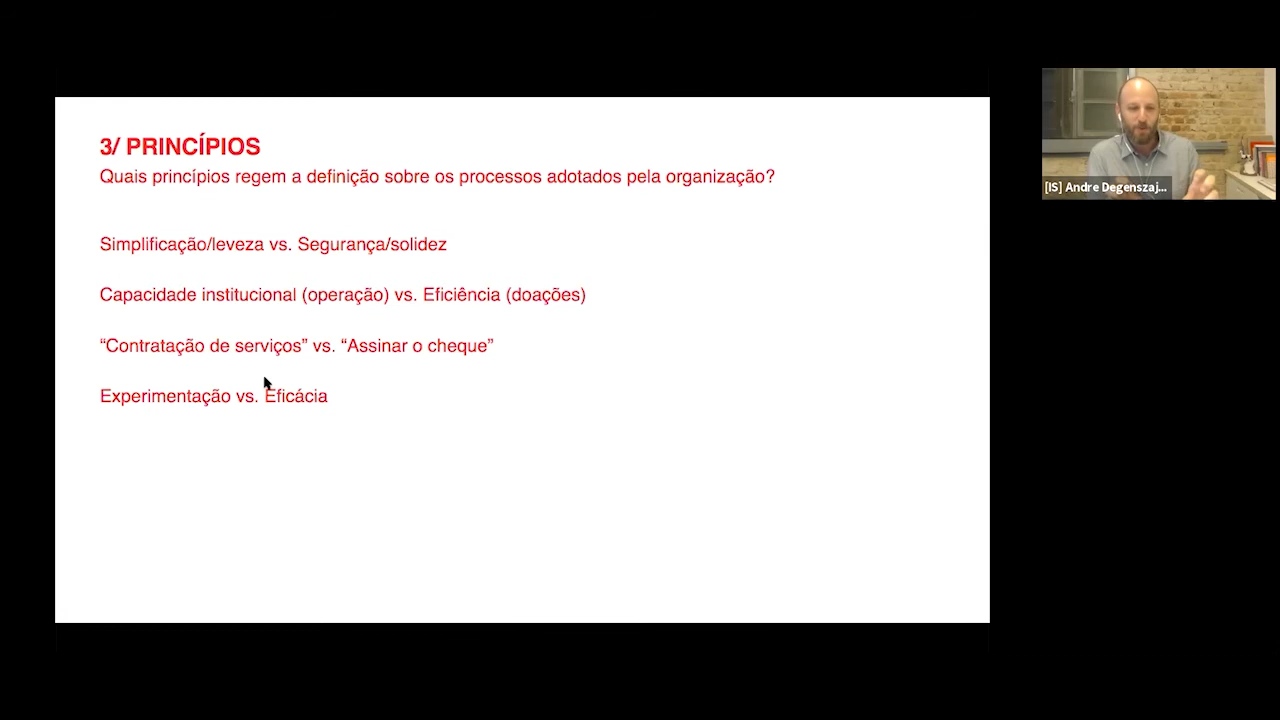 3/ PRINCÍPIOS
Quais princípios regem a definição sobre os processos adotados pela organização?
Simplificação/leveza vs. Segurança/solidez
Capacidade institucional (operação) vs. Eficiência (doações)
“Contratação de serviços” vs. “Assinar o cheque”
Experimentação vs. Eficácia
[IS] Andre Degenszaj...